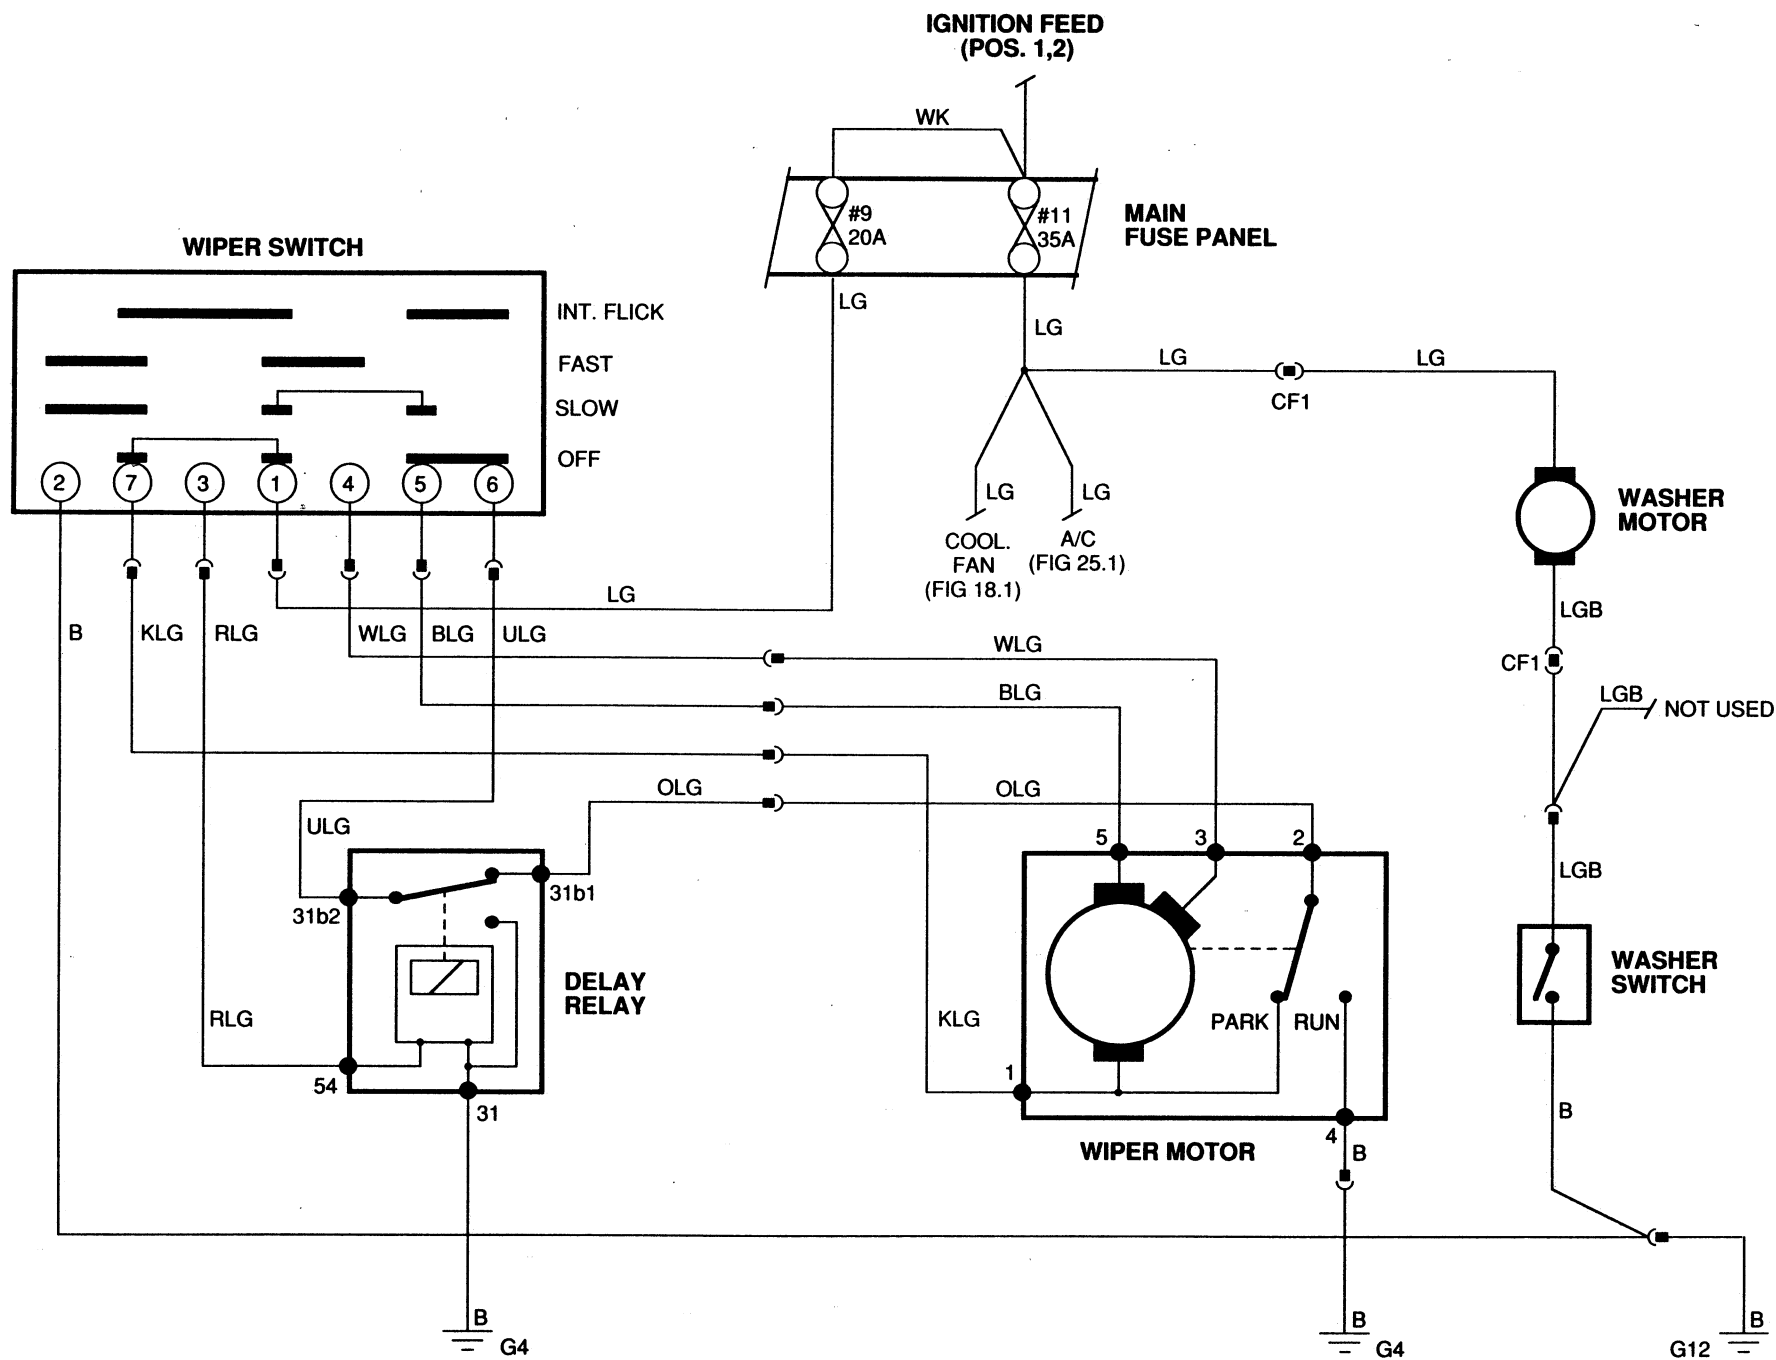 IGNITION FEED
(POS. 1,2)
WK
#9
20A
#11
35A
MAIN
FUSE PANEL
WIPER SWITCH
LG
LG
INT. FLICK
FAST
SLOW
OFF
2 7 3 1 4 5 6
LG
LG
CF1
LG
LG
COOL.
FAN
(FIG 18.1)
A/C
(FIG 25.1)
WASHER
MOTOR
LG
B
KLG
RLG
WLG
BLG
ULG
WLG
LGB
CF1
LGB
NOT USED
BLG
OLG
OLG
ULG
5
3
2
31b2
31b1
LGB
DELAY
RELAY
RLG
KLG
PARK
RUN
WASHER
SWITCH
54
31
1
4
B
WIPER MOTOR
B
B
G4
B
G4
B
G12